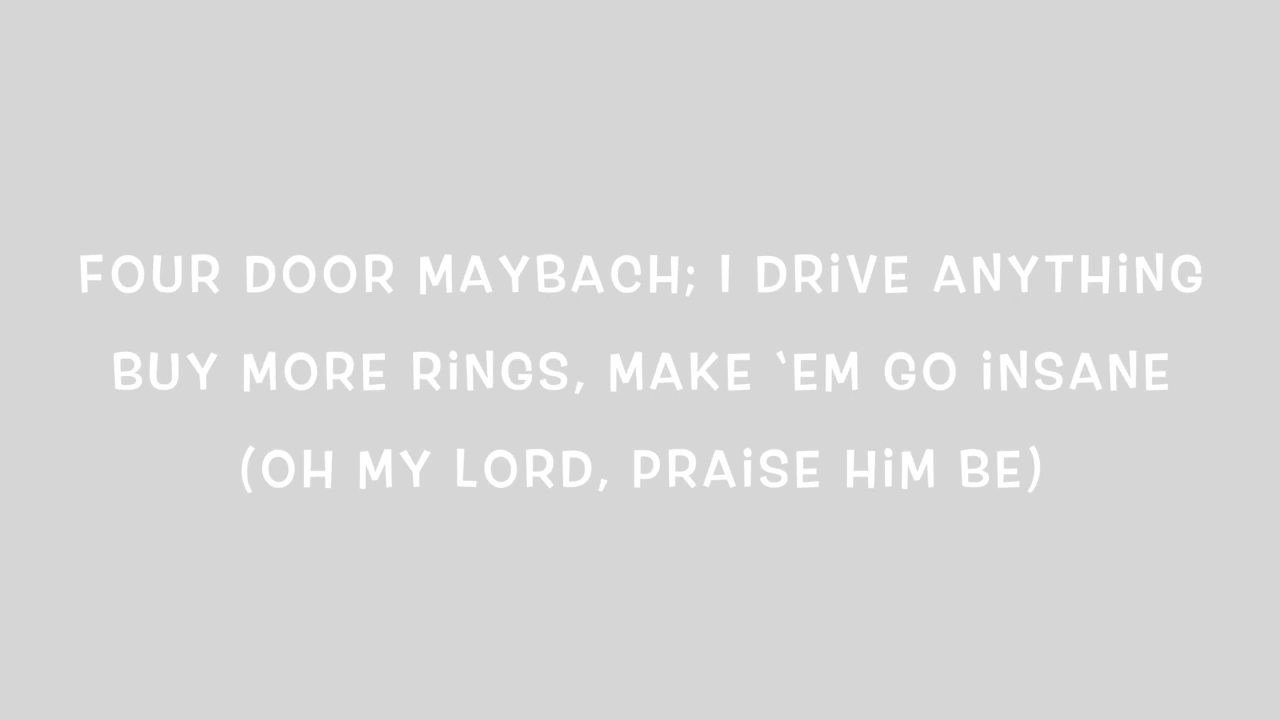 FOUR DOOR MAYBACH; I DRiVE ANYTHiNG
BUY MORE RiNGS, MAKE `EM GO iNSANE
(OH MY LORD, PRAiSE HiM BE)